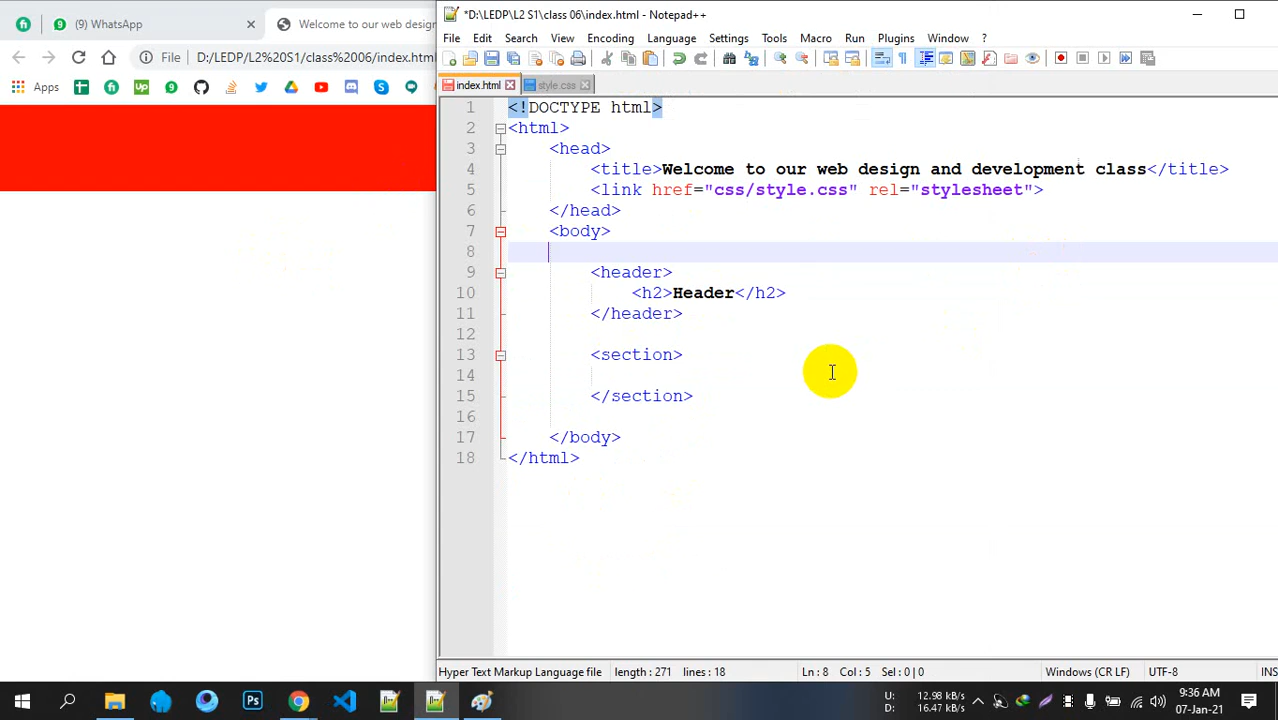 (9) WhatsApp
Welcome to our web desig
File D:/LEDP/L2%20S1/class%2006/index.htm
Apps
*D:\LEDP\L2 S1\class 06\index.html - Notepad++
File Edit Search View Encoding Language Settings Tools Macro Run Plugins Window ?
index.html style.css
1 <!DOCTYPE html>
2 <html>
3 <head>
4 <title>Welcome to our web design and development class</title>
5 <link href="css/style.css" rel="stylesheet">
6 </head>
7 <body>
8
9 <header>
10 <h2>Header</h2>
11 </header>
12
13 <section>
14
15 </section>
16
17 </body>
18 </html>
Hyper Text Markup Language file length : 271 lines : 18 Ln : 8 Col : 5 Sel : 0 | 0 Windows (CR LF) UTF-8 INS
U: 12.98 kB/s
D: 16.47 kB/s
9:36 AM
07-Jan-21